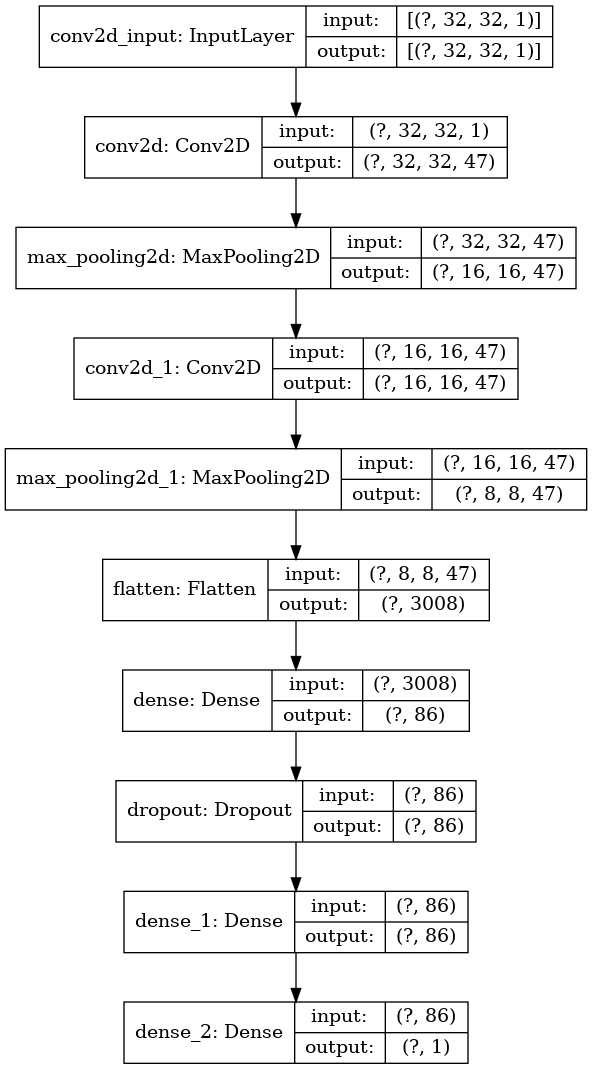 conv2d_input: InputLayer input: [(?, 32, 32, 1)]
output: [(?, 32, 32, 1)]
conv2d: Conv2D input: (?, 32, 32, 1)
output: (?, 32, 32, 47)
max_pooling2d: MaxPooling2D input: (?, 32, 32, 47)
output: (?, 16, 16, 47)
conv2d_1: Conv2D input: (?, 16, 16, 47)
output: (?, 16, 16, 47)
max_pooling2d_1: MaxPooling2D input: (?, 16, 16, 47)
output: (?, 8, 8, 47)
flatten: Flatten input: (?, 8, 8, 47)
output: (?, 3008)
dense: Dense input: (?, 3008)
output: (?, 86)
dropout: Dropout input: (?, 86)
output: (?, 86)
dense_1: Dense input: (?, 86)
output: (?, 86)
dense_2: Dense input: (?, 86)
output: (?, 1)